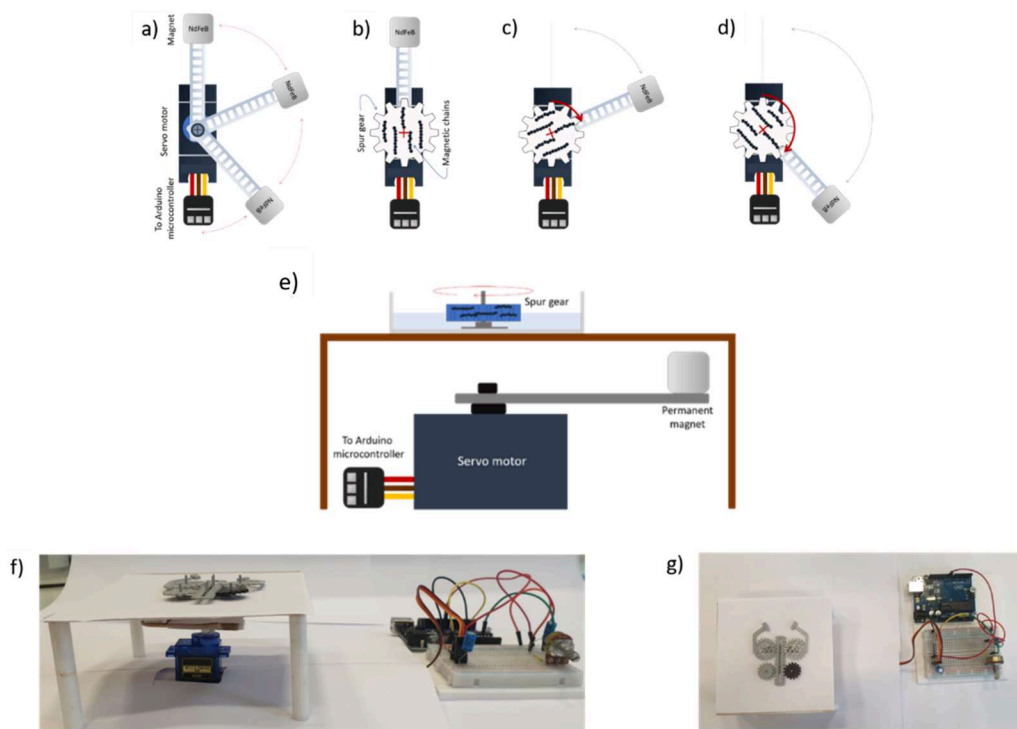 a)
Magnet
NdFeB
NdFeB
NdFeB
Servo motor
To Arduino
microcontroller
b)
NdFeB
Spur gear
Magnetic chains
c)
NdFeB
d)
NdFeB
e)
Spur gear
Permanent
magnet
To Arduino
microcontroller
Servo motor
f)
g)